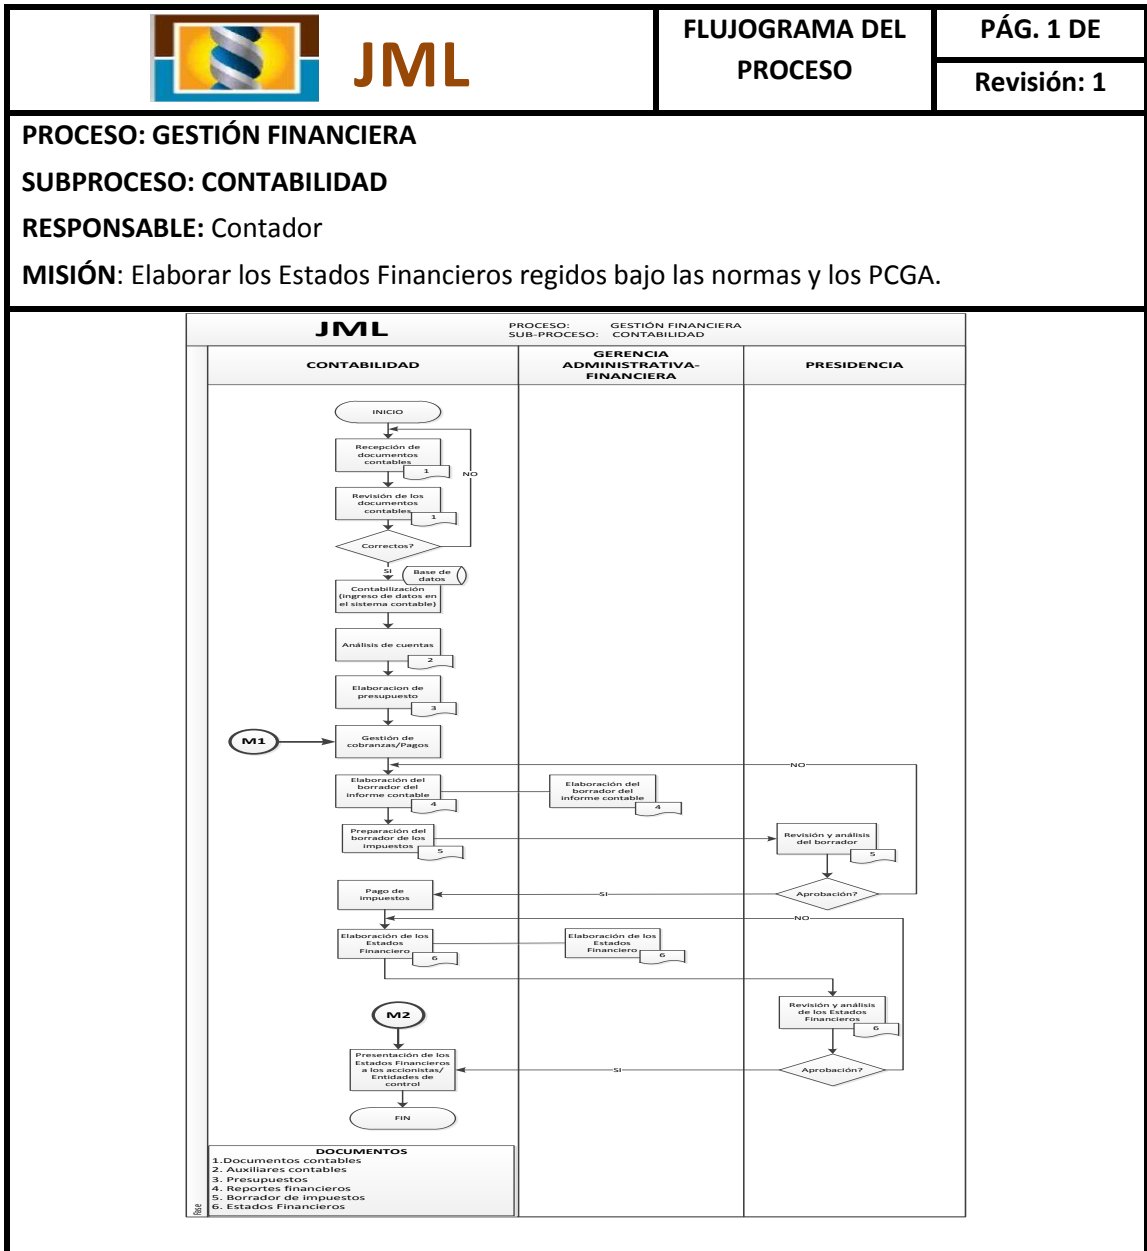 JML
FLUJOGRAMA DEL
PROCESO
PÁG. 1 DE
Revisión: 1
PROCESO: GESTIÓN FINANCIERA
SUBPROCESO: CONTABILIDAD
RESPONSABLE: Contador
MISIÓN: Elaborar los Estados Financieros regidos bajo las normas y los PCGA.
JML
PROCESO: GESTIÓN FINANCIERA
SUB-PROCESO: CONTABILIDAD
CONTABILIDAD
GERENCIA
ADMINISTRATIVA-
FINANCIERA
PRESIDENCIA
INICIO
Recepción de
documentos
contables
1
NO
Revisión de los
documentos
contables
1
Correctos?
SI
Base de
datos
Contabilización
(ingreso de datos en
el sistema contable)
Análisis de cuentas
2
Elaboracion de
presupuesto
3
M1
Gestión de
cobranzas/Pagos
NO
Elaboración del
borrador del
informe contable
4
Elaboración del
borrador del
informe contable
4
Preparación del
borrador de los
impuestos
5
Revisión y análisis
del borrador
5
Pago de
impuestos
SI
Aprobación?
NO
Elaboración de los
Estados
Financiero
6
Elaboración de los
Estados
Financiero
6
M2
Revisión y análisis
de los Estados
Financieros
6
Presentación de los
Estados Financieros
a los accionistas/
Entidades de
control
SI
Aprobación?
FIN
DOCUMENTOS
1.Documentos contables
2. Auxiliares contables
3. Presupuestos
4. Reportes financieros
5. Borrador de impuestos
6. Estados Financieros
Fase